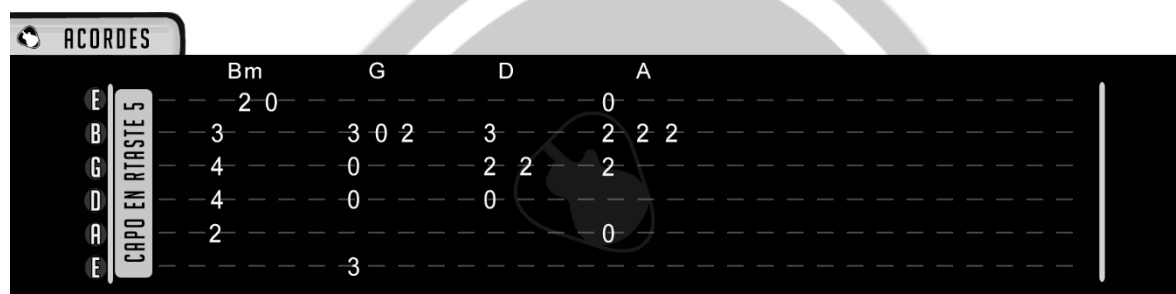 ACORDES
Bm G D A
E 2 0 0
B 3 3 0 2 3 2 2 2
G 4 0 2 2 2
D 4 0 0
A 2 0
E 3
CAPO EN RTASTE 5